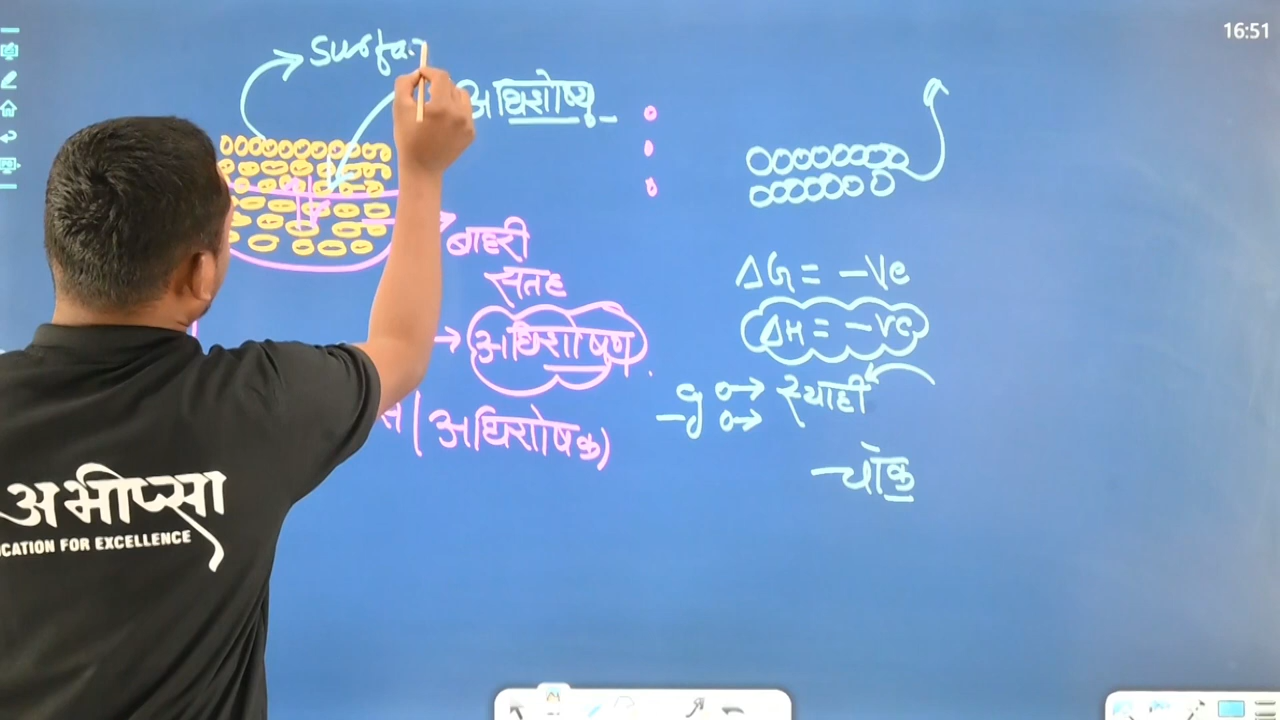 16:51
Surfa
अधिशोष्य
बाहरी
सतह
→ अधिशोषण
(अधिशोषक)
ΔG = -Ve
ΔH = -Ve
→ स्याही
चॉक
अभीप्सा
CATION FOR EXCELLENCE